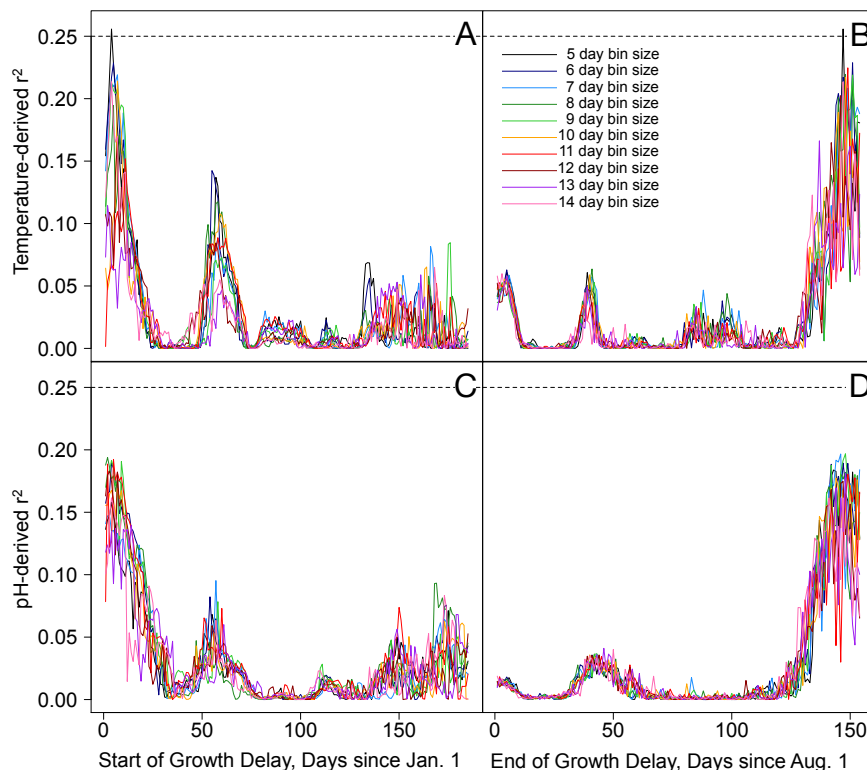 A
B
0.25
0.20
0.15
0.10
0.05
0.00
Temperature-derived r²
5 day bin size
6 day bin size
7 day bin size
8 day bin size
9 day bin size
10 day bin size
11 day bin size
12 day bin size
13 day bin size
14 day bin size
C
D
0.25
0.20
0.15
0.10
0.05
0.00
pH-derived r²
0 50 100 150
0 50 100 150
Start of Growth Delay, Days since Jan. 1
End of Growth Delay, Days since Aug. 1